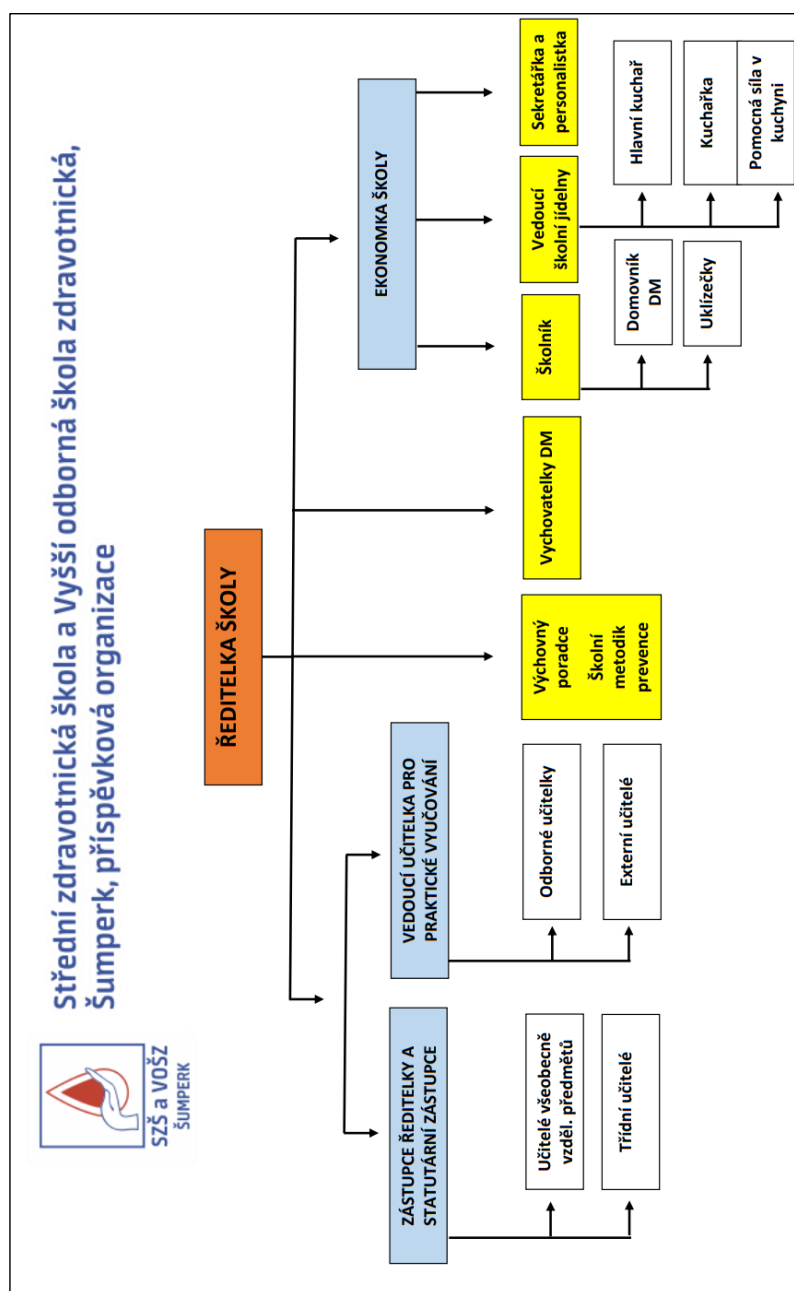 SZŠ a VOŠZ
ŠUMPERK
Střední zdravotnická škola a Vyšší odborná škola zdravotnická,
Šumperk, příspěvková organizace
ŘEDITELKA ŠKOLY
ZÁSTUPCE ŘEDITELKY A
STATUTÁRNÍ ZÁSTUPCE
VEDOUCÍ UČITELKA PRO
PRAKTICKÉ VYUČOVÁNÍ
EKONOMKA ŠKOLY
Učitelé všeobecně
vzděl. předmětů
Třídní učitelé
Odborné učitelky
Externí učitelé
Výchovný
poradce
Školní
metodik
prevence
Vychovatelky DM
Školník
Vedoucí
školní jídelny
Sekretářka a
personalistka
Domovník
DM
Uklízečky
Hlavní kuchař
Kuchařka
Pomocná síla v
kuchyni